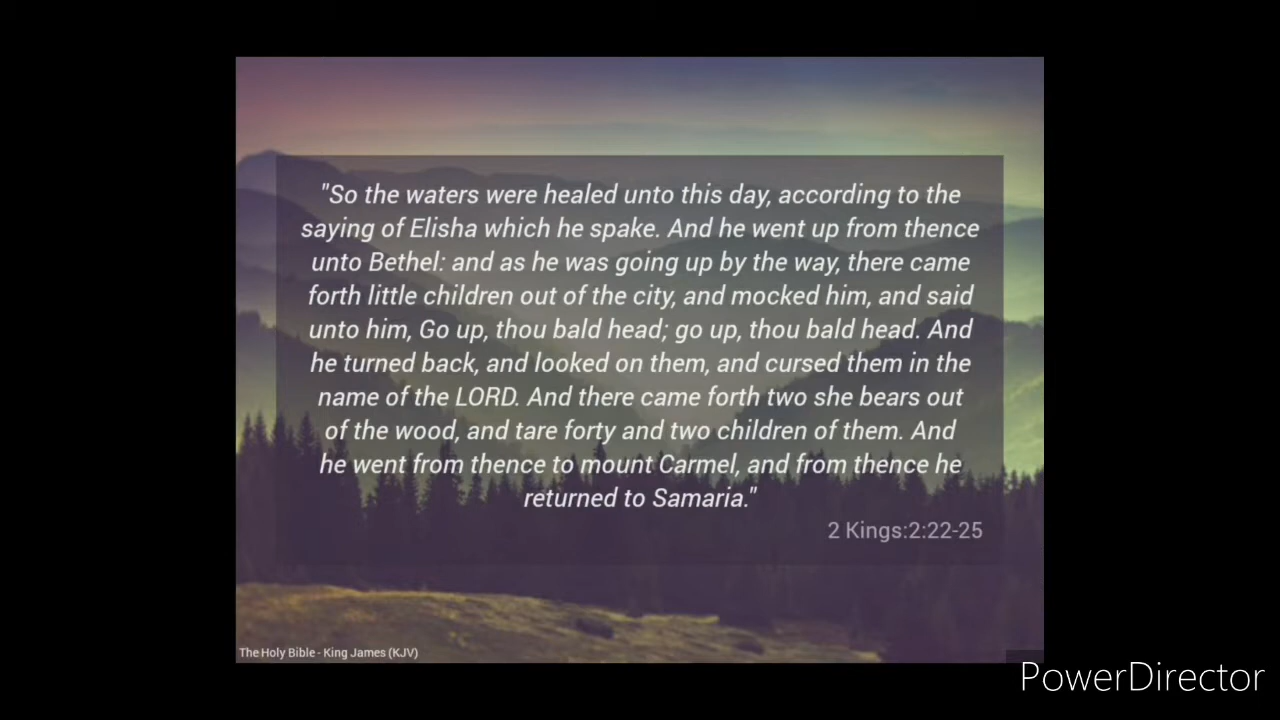 "So the waters were healed unto this day, according to the
saying of Elisha which he spake. And he went up from thence
unto Bethel: and as he was going up by the way, there came
forth little children out of the city, and mocked him, and said
unto him, Go up, thou bald head; go up, thou bald head. And
he turned back, and looked on them, and cursed them in the
name of the LORD. And there came forth two she bears out
of the wood, and tare forty and two children of them. And
he went from thence to mount Carmel, and from thence he
returned to Samaria."
2 Kings:2:22-25
The Holy Bible - King James (KJV)
PowerDirector